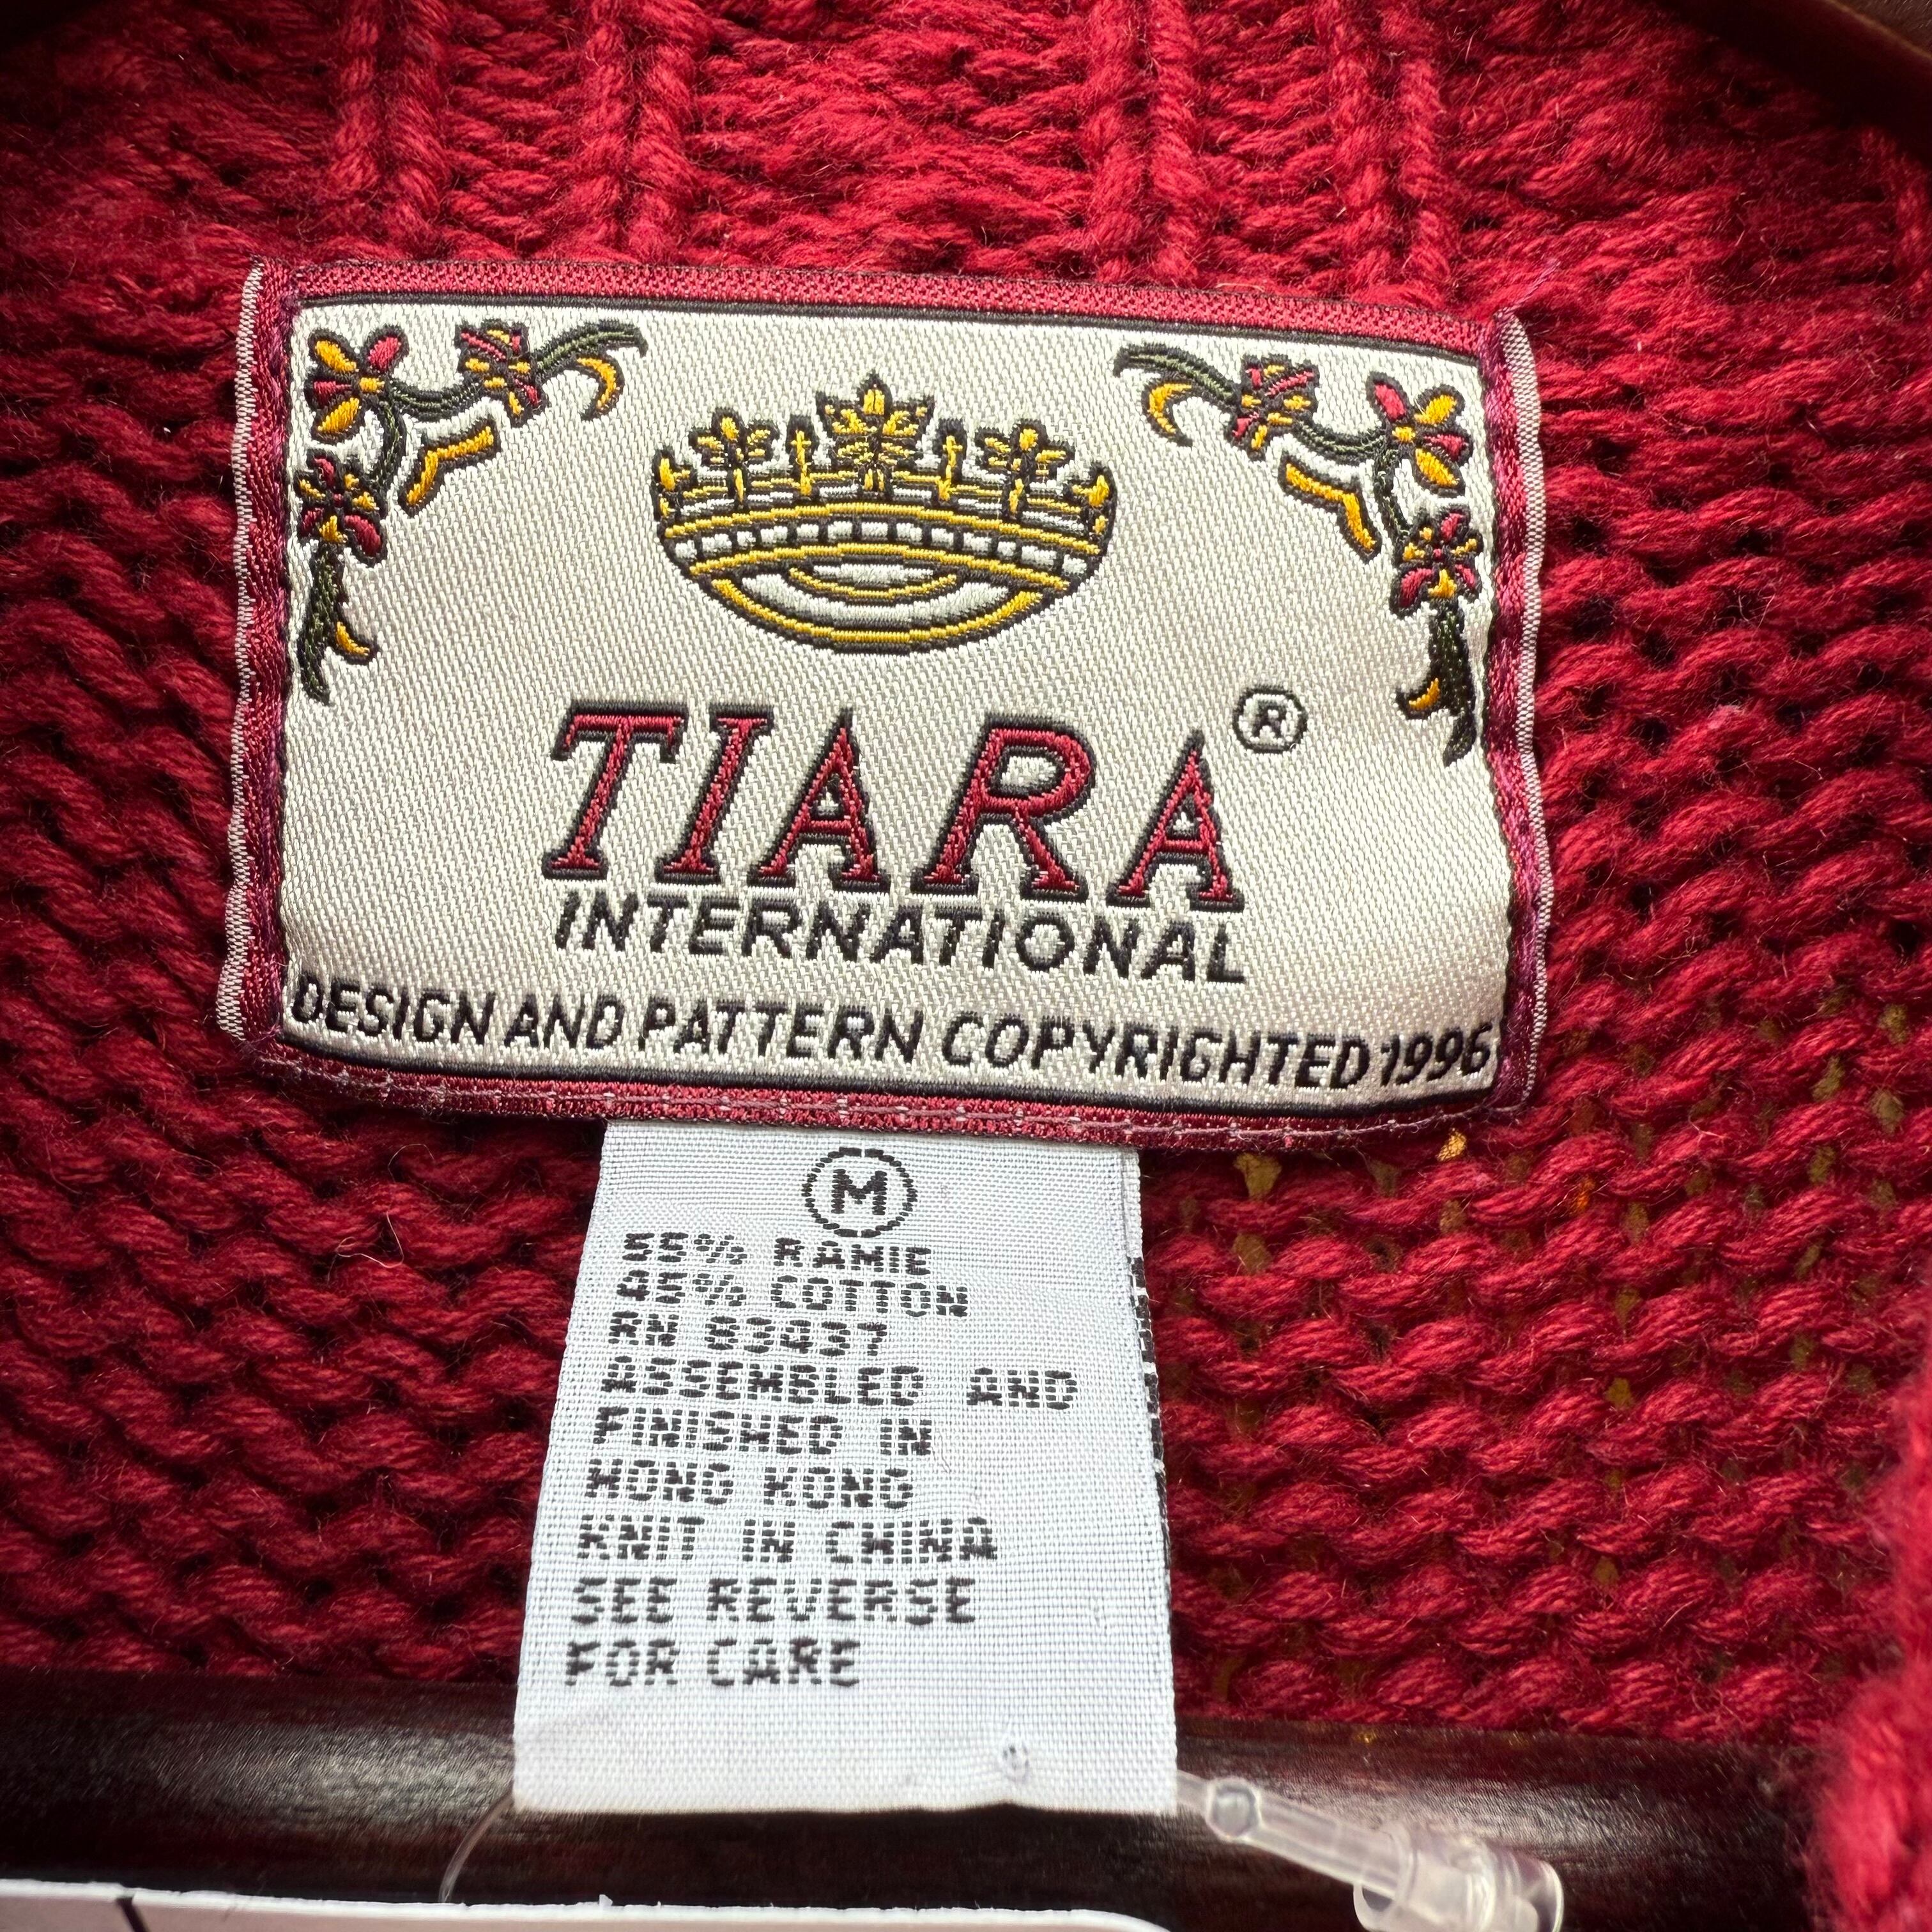 TIARA ®
INTERNATIONAL
DESIGN AND PATTERN COPYRIGHTED 1996
M
55% RAMIE
45% COTTON
RN 83437
ASSEMBLED AND
FINISHED IN
HONG KONG
KNIT IN CHINA
SEE REVERSE
FOR CARE